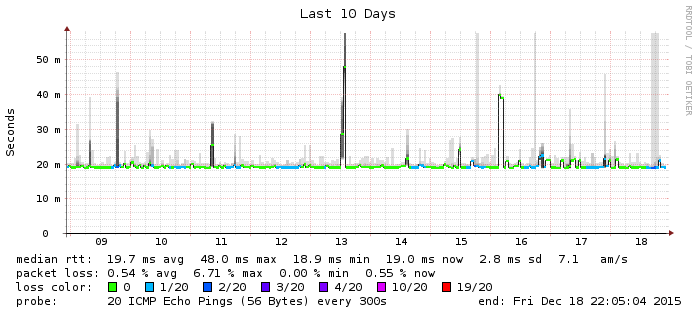 Last 10 Days
RRDTOOL / TOBI OETIKER
Seconds
50 m
40 m
30 m
20 m
10 m
0
09 10 11 12 13 14 15 16 17 18
median rtt: 19.7 ms avg 48.0 ms max 18.9 ms min 19.0 ms now 2.8 ms sd 7.1 am/s
packet loss: 0.54 % avg 6.71 % max 0.00 % min 0.55 % now
loss color: 0 1/20 2/20 3/20 4/20 10/20 19/20
probe: 20 ICMP Echo Pings (56 Bytes) every 300s end: Fri Dec 18 22:05:04 2015